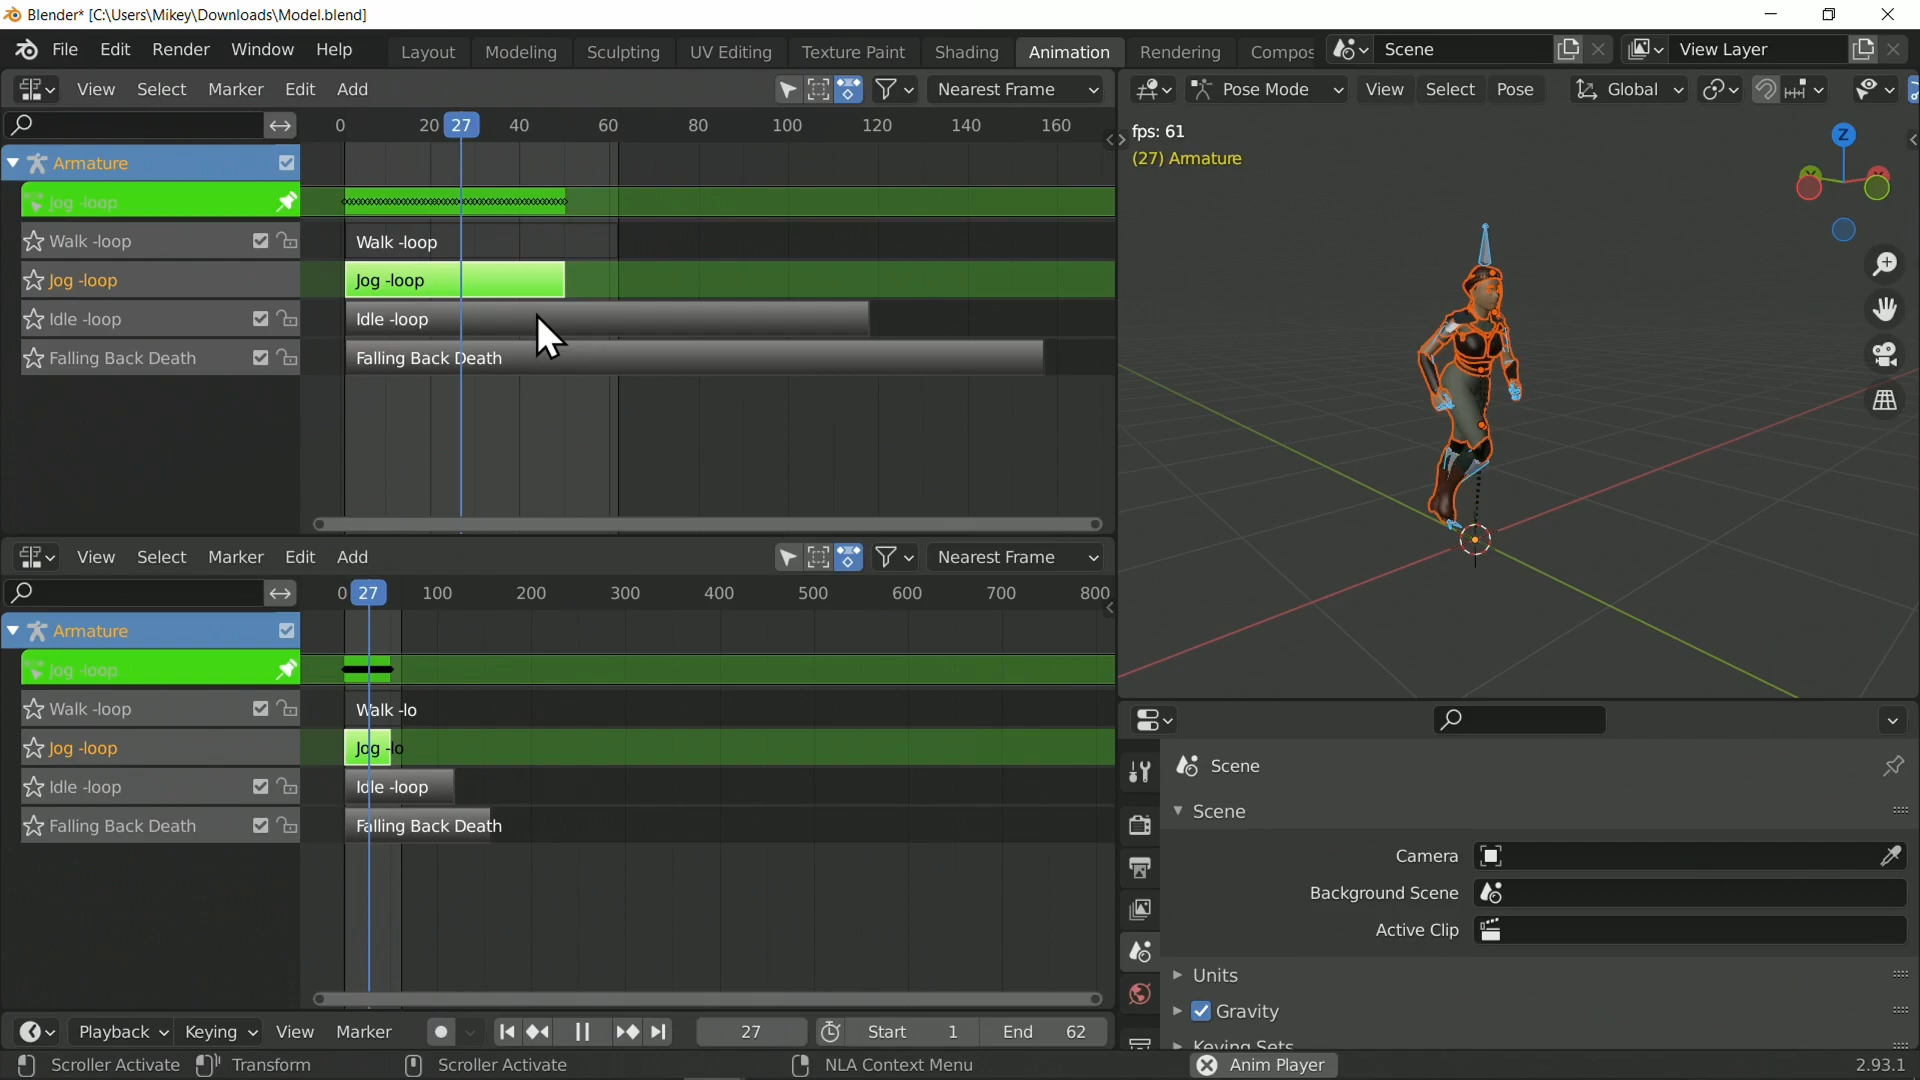 Blender* [C:\Users\Mikey\Downloads\Model.blend]
File Edit Render Window Help Layout Modeling Sculpting UV Editing Texture Paint Shading Animation Rendering Compos Scene View Layer
View Select Marker Edit Add Nearest Frame
0 20 27 40 60 80 100 120 140 160
Armature
Jog -loop
Walk -loop Walk -loop
Jog -loop Jog -loop
Idle -loop Idle -loop
Falling Back Death Falling Back Death
Pose Mode View Select Pose Global
fps: 61
(27) Armature
Z
Y
View Select Marker Edit Add Nearest Frame
0 27 100 200 300 400 500 600 700 800
Armature
Jog -loop
Walk -loop Walk -lo
Jog -loop Jog -lo
Idle -loop Idle -loop
Falling Back Death Falling Back Death
Scene
Scene
Camera
Background Scene
Active Clip
Units
Gravity
Keying Sets
Playback Keying View Marker 27 Start 1 End 62
Scroller Activate Transform Scroller Activate NLA Context Menu Anim Player 2.93.1